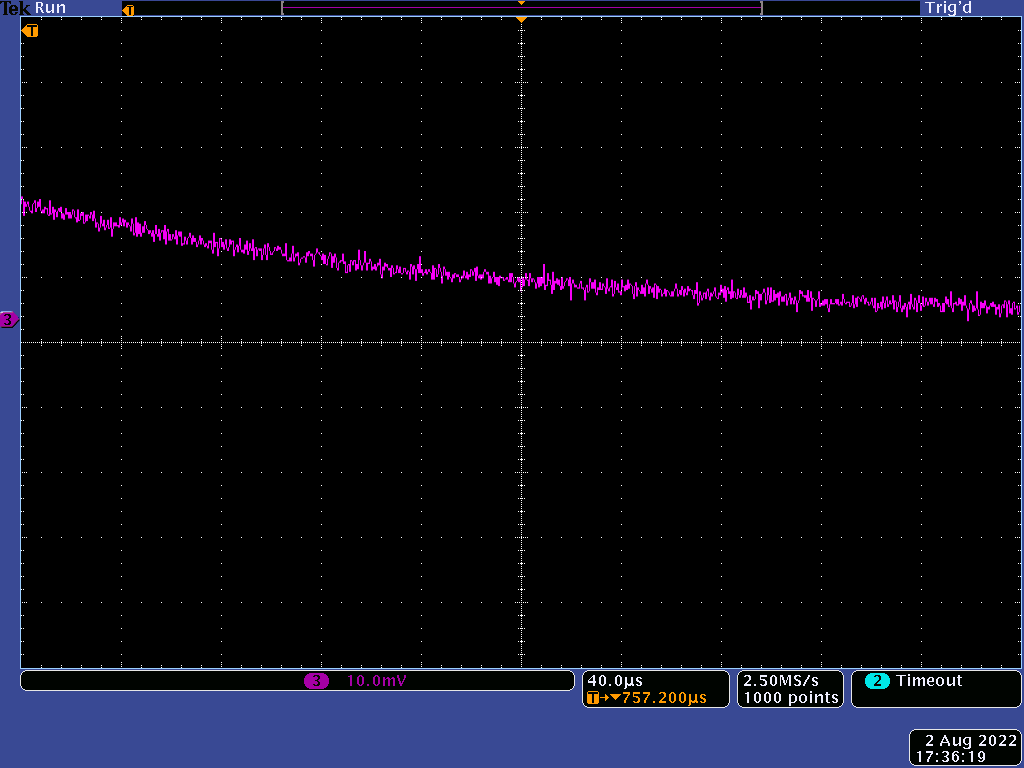 Tek Run Trig'd
T
T
3
3 10.0mV
40.0µs
T→▼757.200µs
2.50MS/s
1000 points
2 Timeout
2 Aug 2022
17:36:19